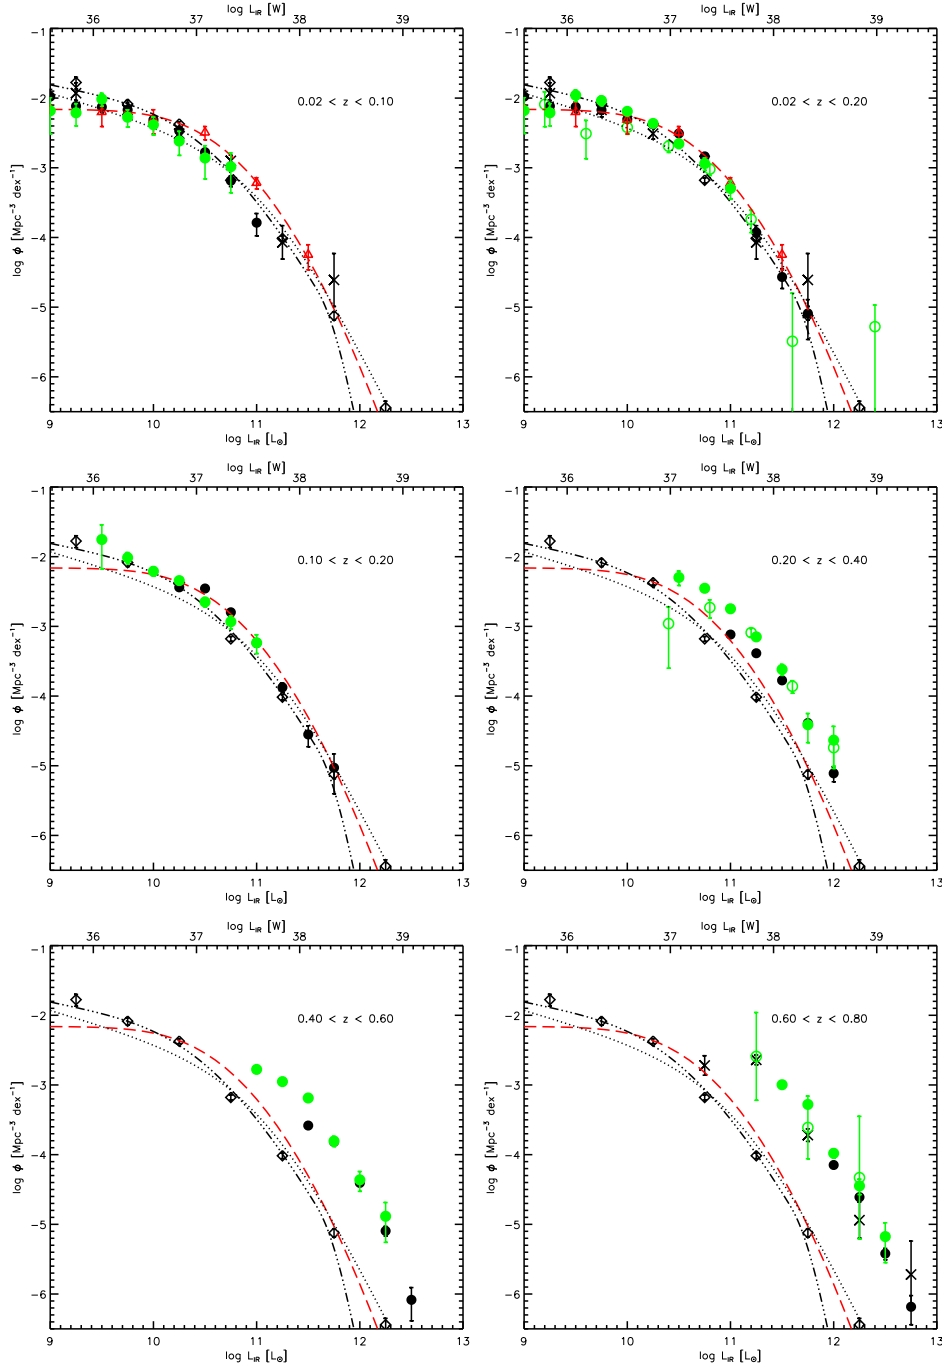 log L_IR [W] log L_IR [W]
36 37 38 39 36 37 38 39
0.02 < z < 0.10 0.02 < z < 0.20
log ϕ [Mpc⁻³ dex⁻¹] log ϕ [Mpc⁻³ dex⁻¹]
-1 -2 -3 -4 -5 -6 -1 -2 -3 -4 -5 -6
9 10 11 12 13 9 10 11 12 13
log L_IR [L⊙] log L_IR [L⊙]
log L_IR [W] log L_IR [W]
36 37 38 39 36 37 38 39
0.10 < z < 0.20 0.20 < z < 0.40
log ϕ [Mpc⁻³ dex⁻¹] log ϕ [Mpc⁻³ dex⁻¹]
-1 -2 -3 -4 -5 -6 -1 -2 -3 -4 -5 -6
9 10 11 12 13 9 10 11 12 13
log L_IR [L⊙] log L_IR [L⊙]
log L_IR [W] log L_IR [W]
36 37 38 39 36 37 38 39
0.40 < z < 0.60 0.60 < z < 0.80
log ϕ [Mpc⁻³ dex⁻¹] log ϕ [Mpc⁻³ dex⁻¹]
-1 -2 -3 -4 -5 -6 -1 -2 -3 -4 -5 -6
9 10 11 12 13 9 10 11 12 13
log L_IR [L⊙] log L_IR [L⊙]